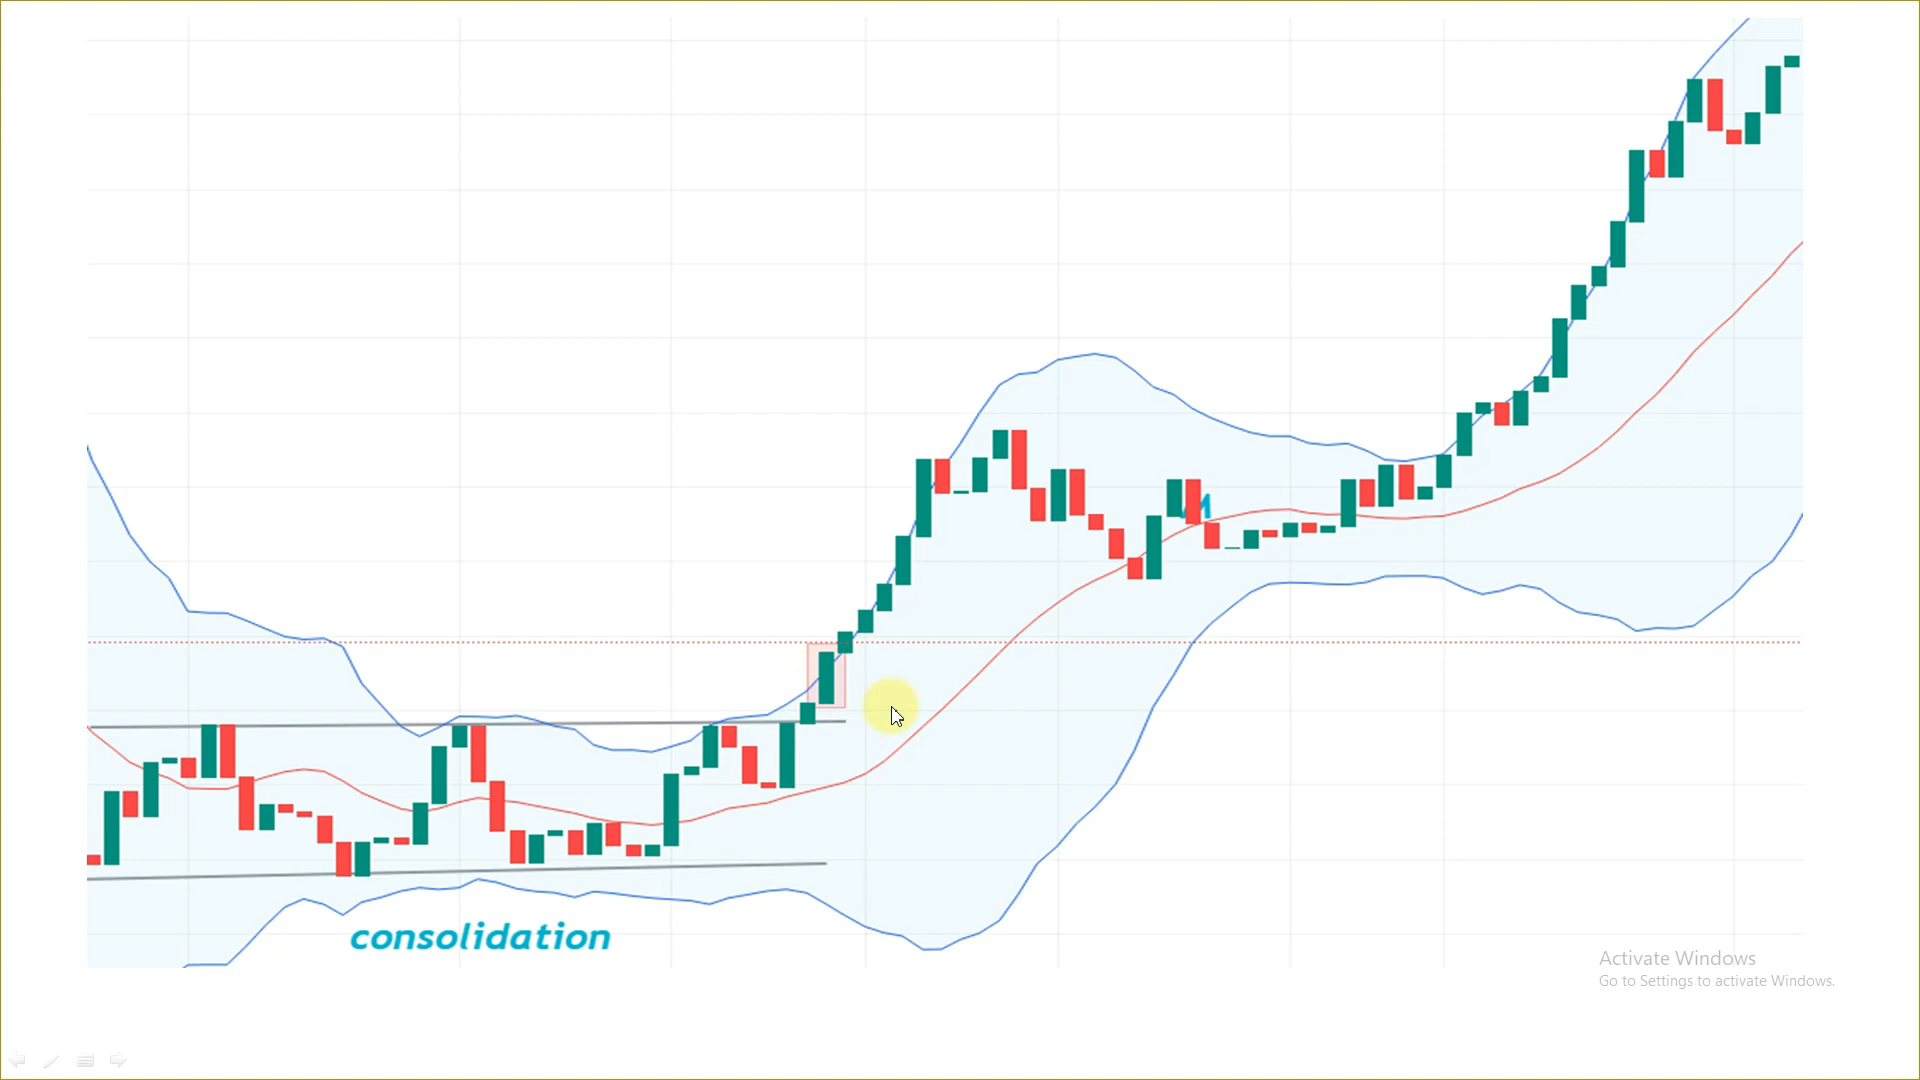 consolidation
Activate Windows
Go to Settings to activate Windows.